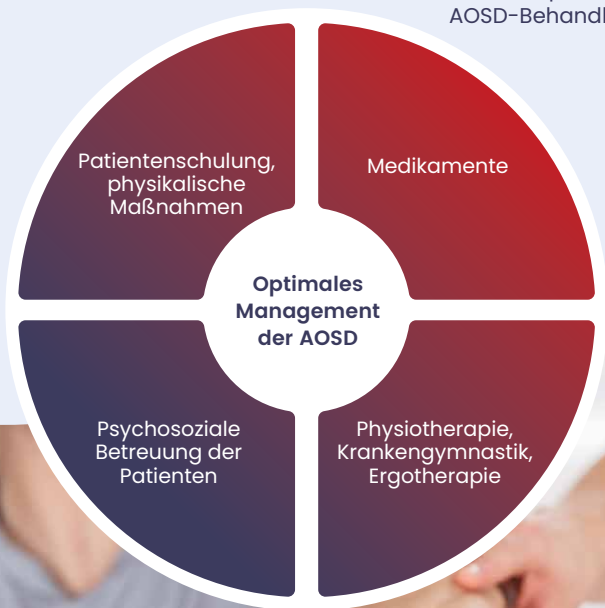 Patientenschulung,
physikalische
Maßnahmen
Medikamente
Optimales
Management
der AOSD
Psychosoziale
Betreuung der
Patienten
Physiotherapie,
Krankengymnastik,
Ergotherapie